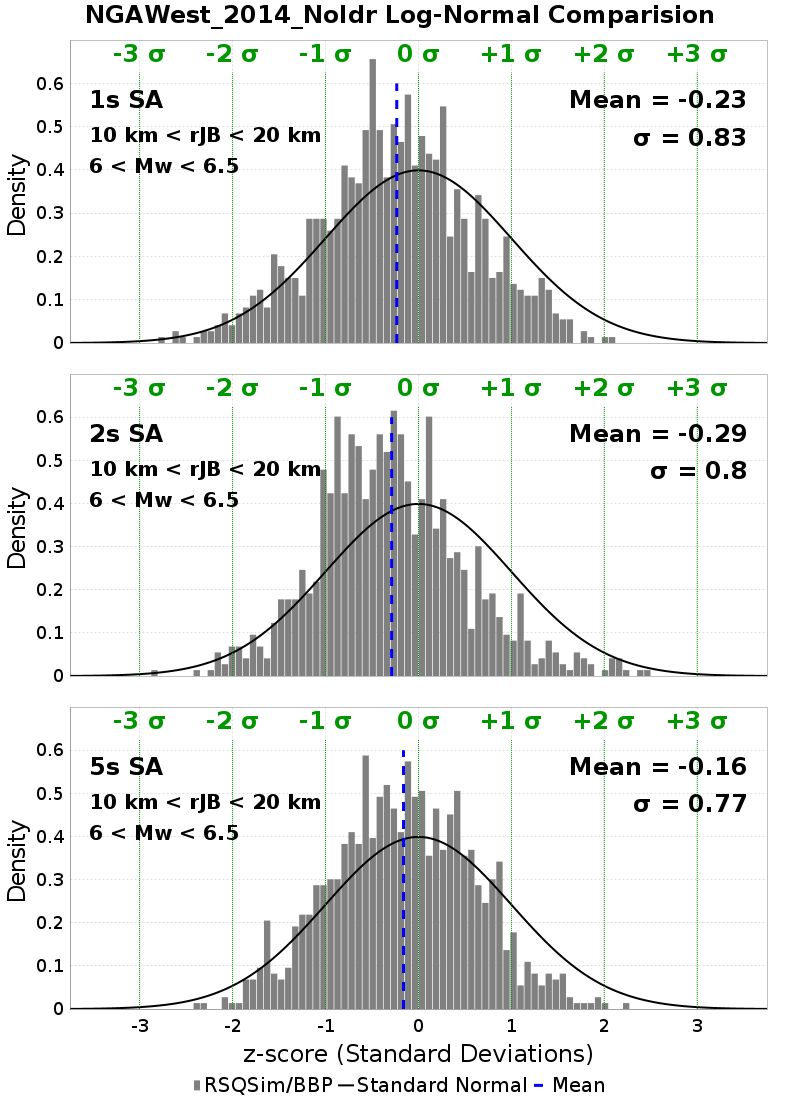 NGAWest_2014_NoIdr Log-Normal Comparision
-3 σ -2 σ -1 σ 0 σ +1 σ +2 σ +3 σ
0.6
1s SA Mean = -0.23
0.5
10 km < rJB < 20 km σ = 0.83
6 < Mw < 6.5
0.4
0.3
0.2
0.1
0
Density
-3 σ -2 σ -1 σ 0 σ +1 σ +2 σ +3 σ
0.6
2s SA Mean = -0.29
0.5
10 km < rJB < 20 km σ = 0.8
6 < Mw < 6.5
0.4
0.3
0.2
0.1
0
Density
-3 σ -2 σ -1 σ 0 σ +1 σ +2 σ +3 σ
0.6
5s SA Mean = -0.16
0.5
10 km < rJB < 20 km σ = 0.77
6 < Mw < 6.5
0.4
0.3
0.2
0.1
0
Density
-3 -2 -1 0 1 2 3
z-score (Standard Deviations)
RSQSim/BBP Standard Normal Mean